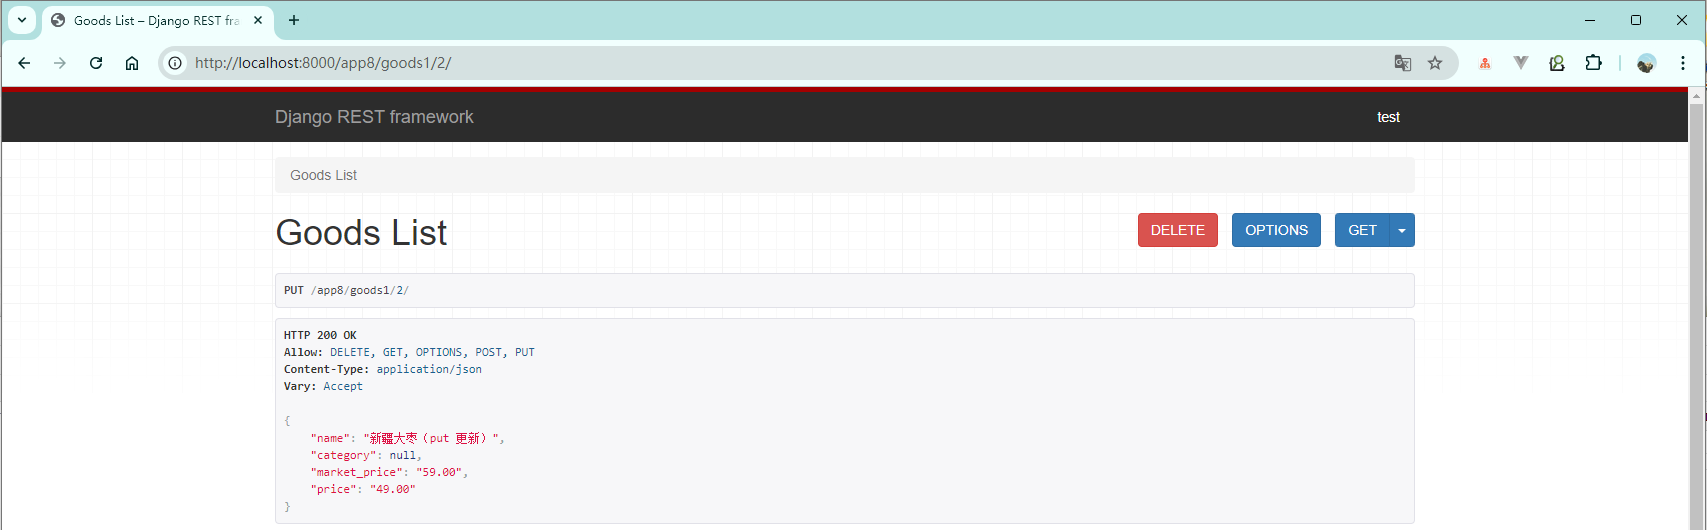 Goods List – Django REST fra
http://localhost:8000/app8/goods1/2/
Django REST framework
test
Goods List
Goods List
DELETE
OPTIONS
GET
PUT /app8/goods1/2/
HTTP 200 OK
Allow: DELETE, GET, OPTIONS, POST, PUT
Content-Type: application/json
Vary: Accept
{
"name": "新疆大枣（put 更新）",
"category": null,
"market_price": "59.00",
"price": "49.00"
}